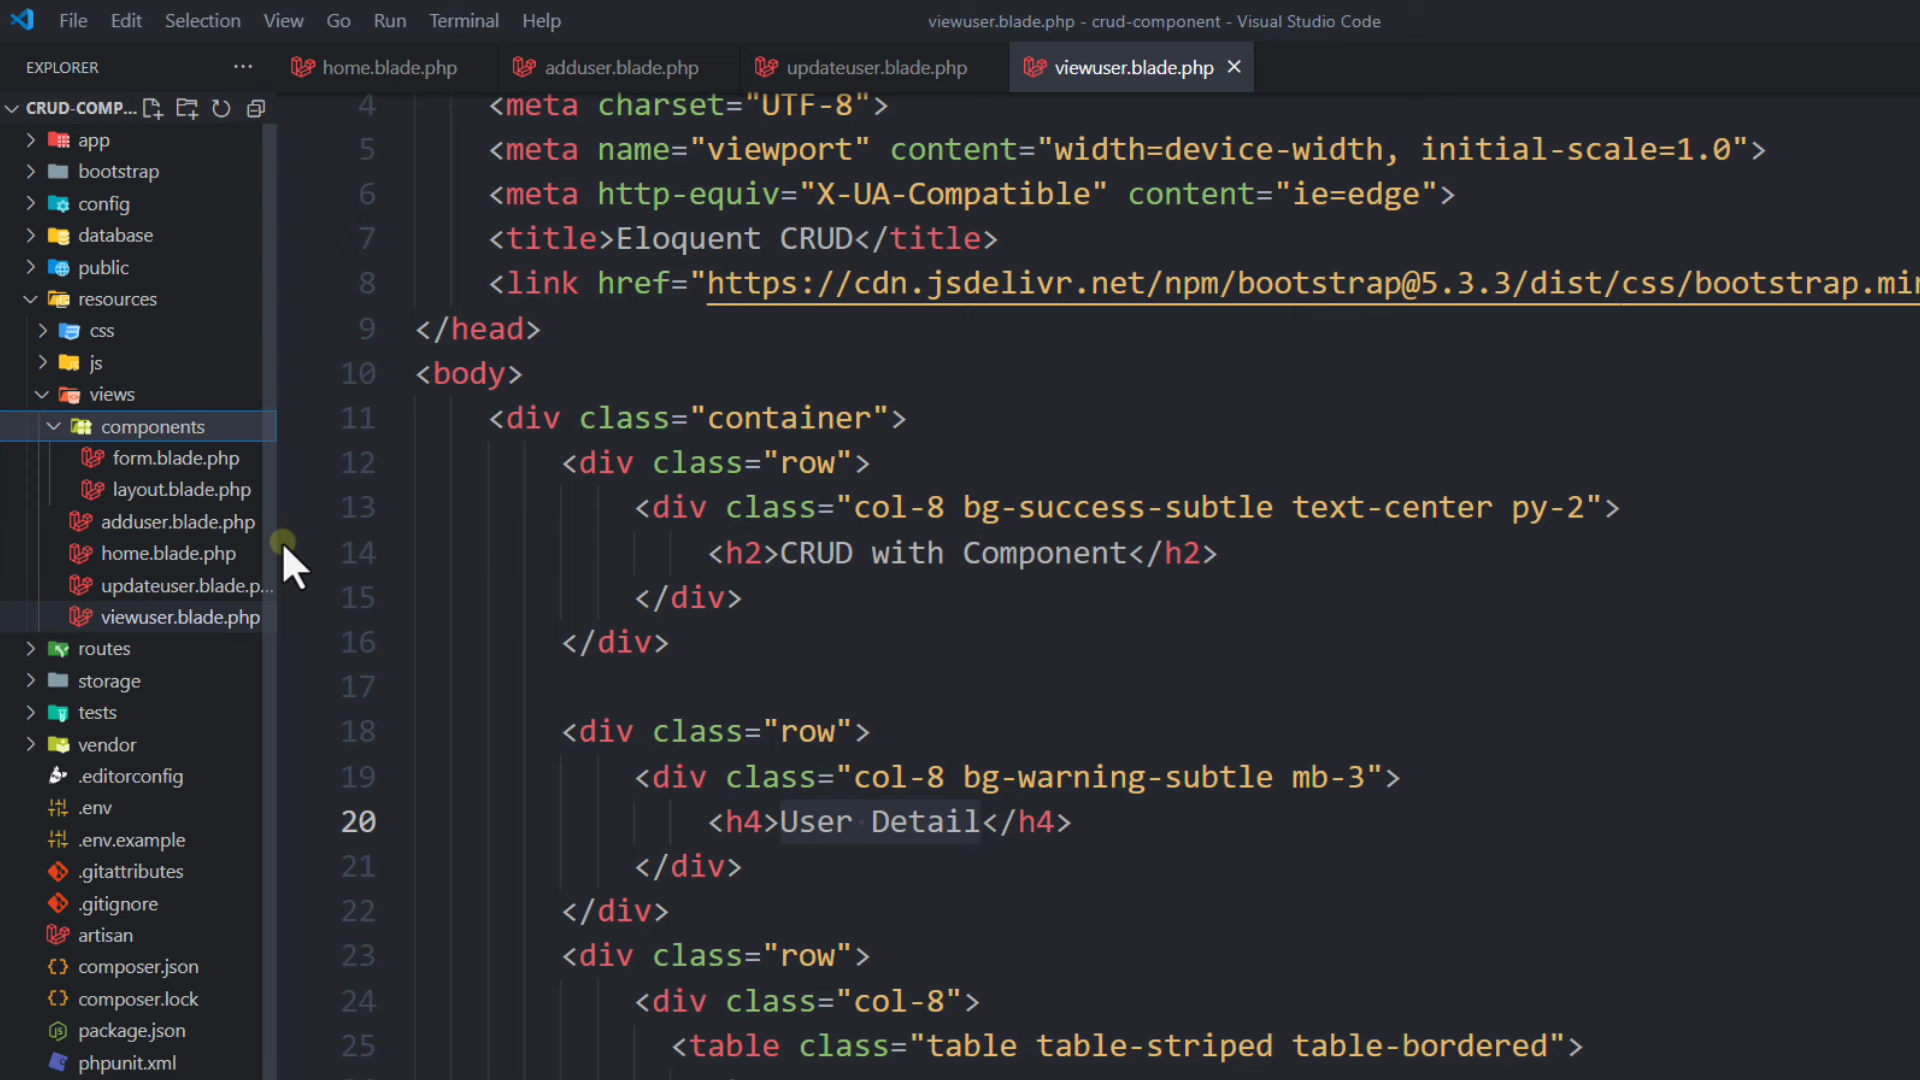 File Edit Selection View Go Run Terminal Help
viewuser.blade.php - crud-component - Visual Studio Code
EXPLORER
home.blade.php
adduser.blade.php
updateuser.blade.php
viewuser.blade.php
CRUD-COMP...
app
bootstrap
config
database
public
resources
css
js
views
components
form.blade.php
layout.blade.php
adduser.blade.php
home.blade.php
updateuser.blade.p...
viewuser.blade.php
routes
storage
tests
vendor
.editorconfig
.env
.env.example
.gitattributes
.gitignore
artisan
composer.json
composer.lock
package.json
phpunit.xml
4 <meta charset="UTF-8">
5 <meta name="viewport" content="width=device-width, initial-scale=1.0">
6 <meta http-equiv="X-UA-Compatible" content="ie=edge">
7 <title>Eloquent CRUD</title>
8 <link href="https://cdn.jsdelivr.net/npm/bootstrap@5.3.3/dist/css/bootstrap.min
9 </head>
10 <body>
11 <div class="container">
12 <div class="row">
13 <div class="col-8 bg-success-subtle text-center py-2">
14 <h2>CRUD with Component</h2>
15 </div>
16 </div>
17
18 <div class="row">
19 <div class="col-8 bg-warning-subtle mb-3">
20 <h4>User Detail</h4>
21 </div>
22 </div>
23 <div class="row">
24 <div class="col-8">
25 <table class="table table-striped table-bordered">